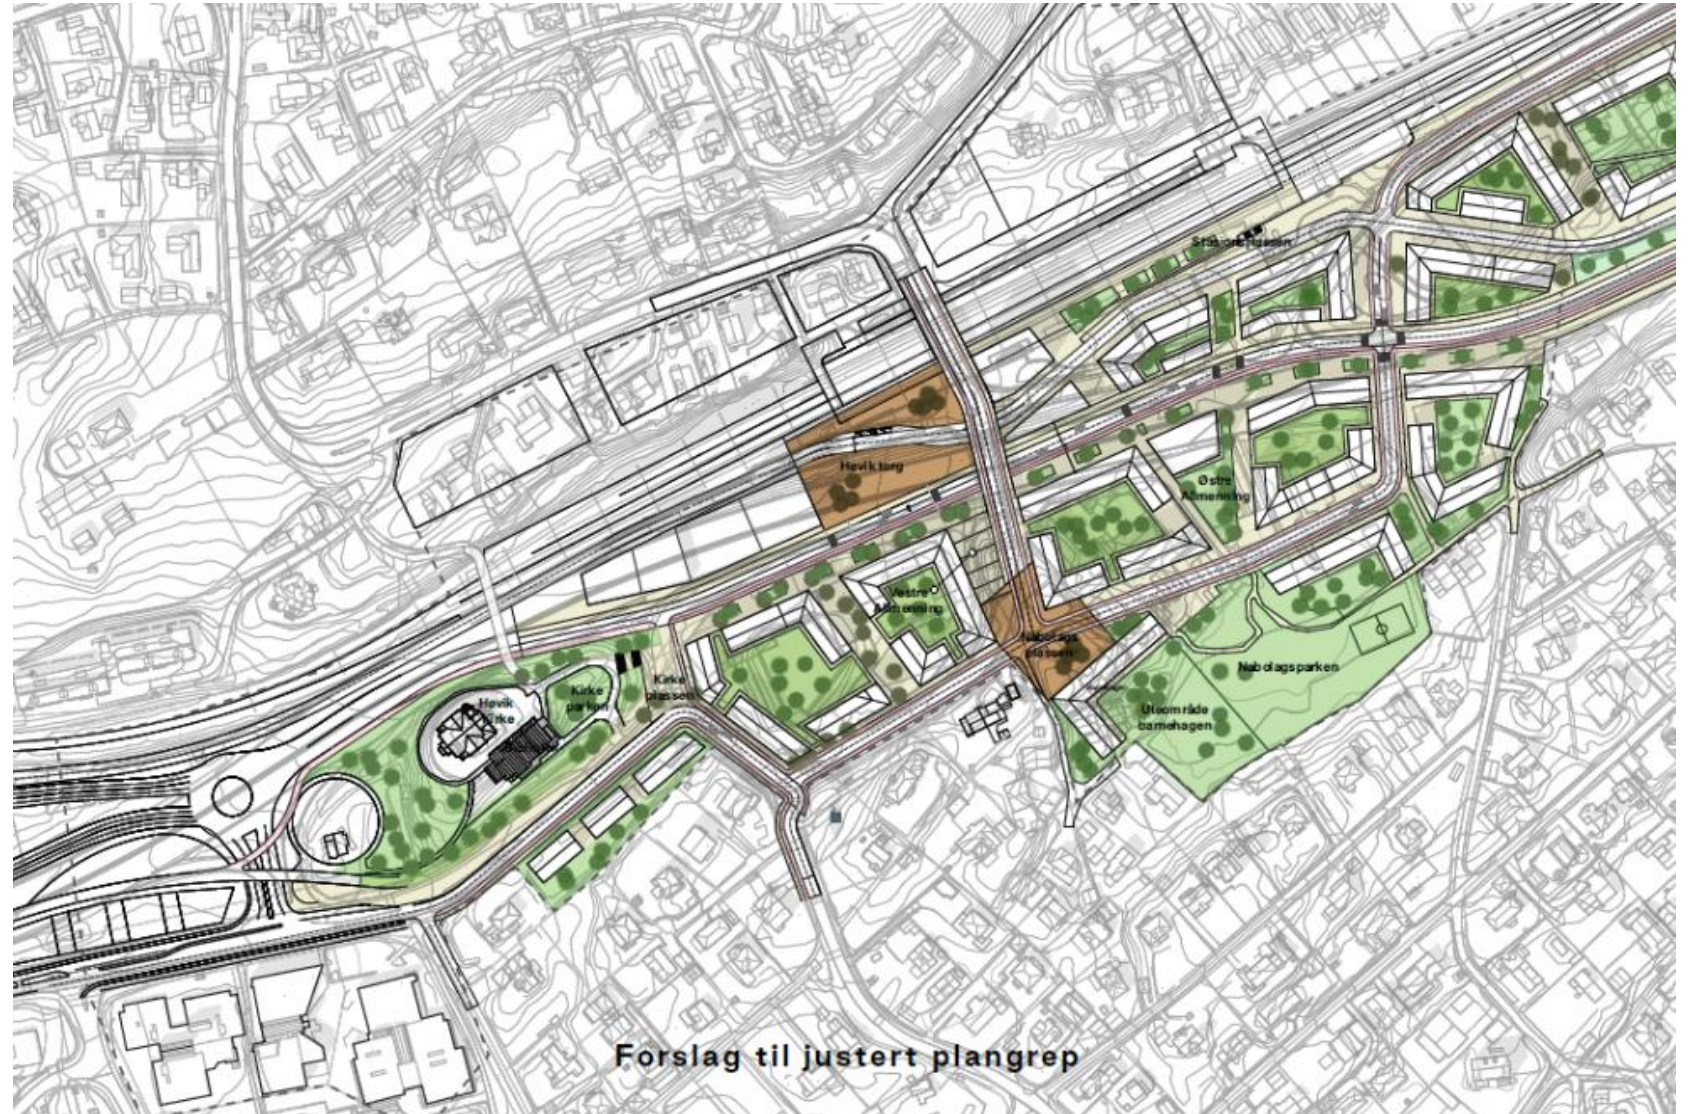 Stasjonsplassen
Høvik torg
Østre
Allmenning
Vestre
Allmenning
Nabolags
plassen
Nabolagsparken
Kirke
plassen
Kirke
parken
Høvik
kirke
Uteområde
barnehagen
Forslag til justert plangrep